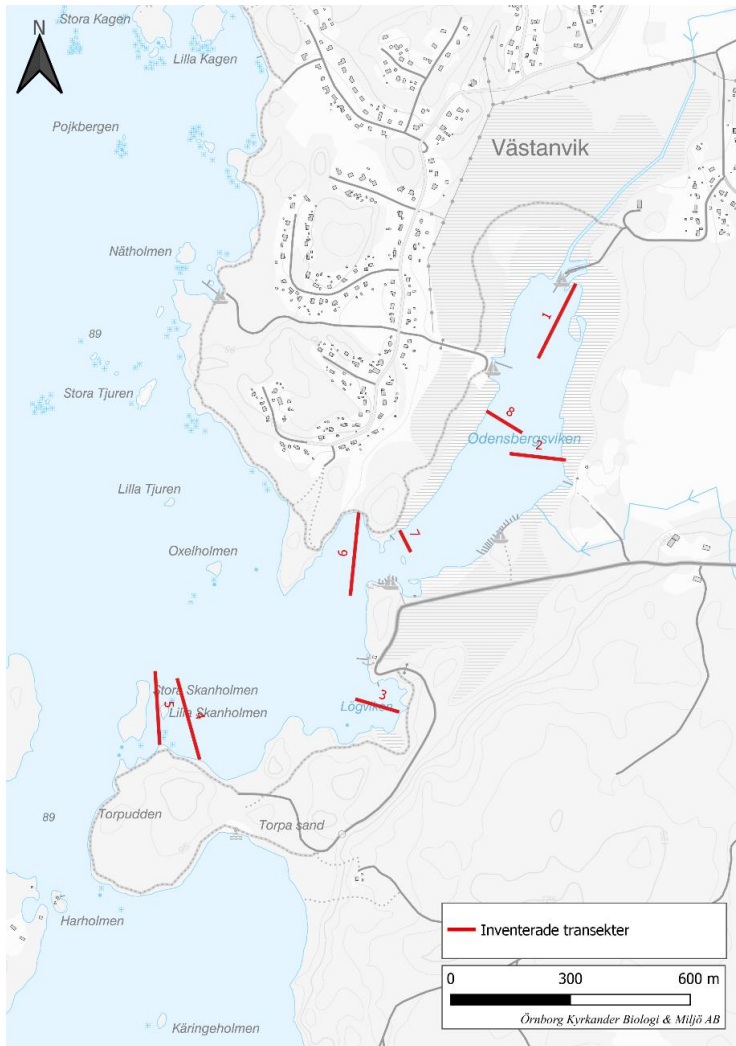 Stora Kagen
N
Lilla Kagen
Pojkbergen
Västanvik
Nätholmen
1
89
Stora Tjuren
8
Odensbergsviken
2
Lilla Tjuren
7
6
Oxelholmen
Stora Skanholmen
3
5
4
Lilla Skanholmen
Lögviken
Torpudden
89
Torpa sand
Harholmen
Inventerade transekter
0 300 600 m
Örnborg Kyrkander Biologi & Miljö AB
Käringeholmen